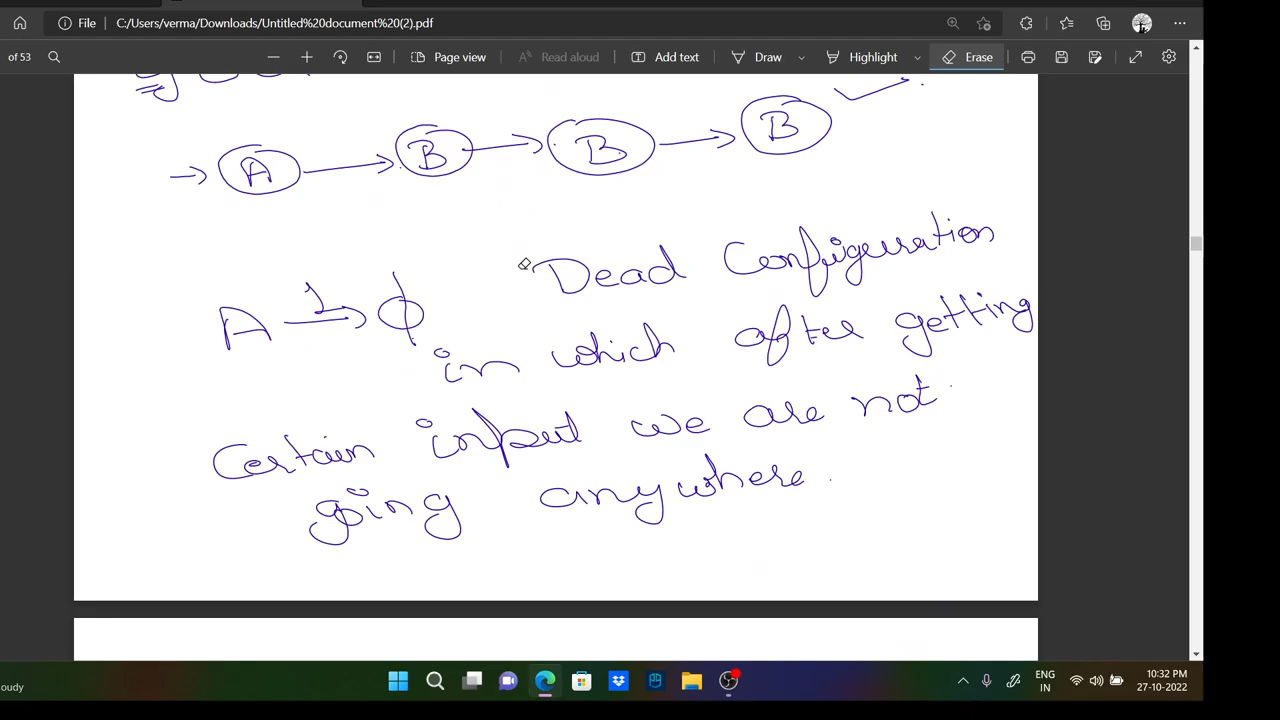 File C:/Users/verma/Downloads/Untitled%20document%20(2).pdf
of 53 Page view Read aloud Add text Draw Highlight Erase
A B B B
Dead Configuration
A 1 ϕ
in which after getting
Certain input we are not
going anywhere.
oudy
ENG
IN
10:32 PM
27-10-2022